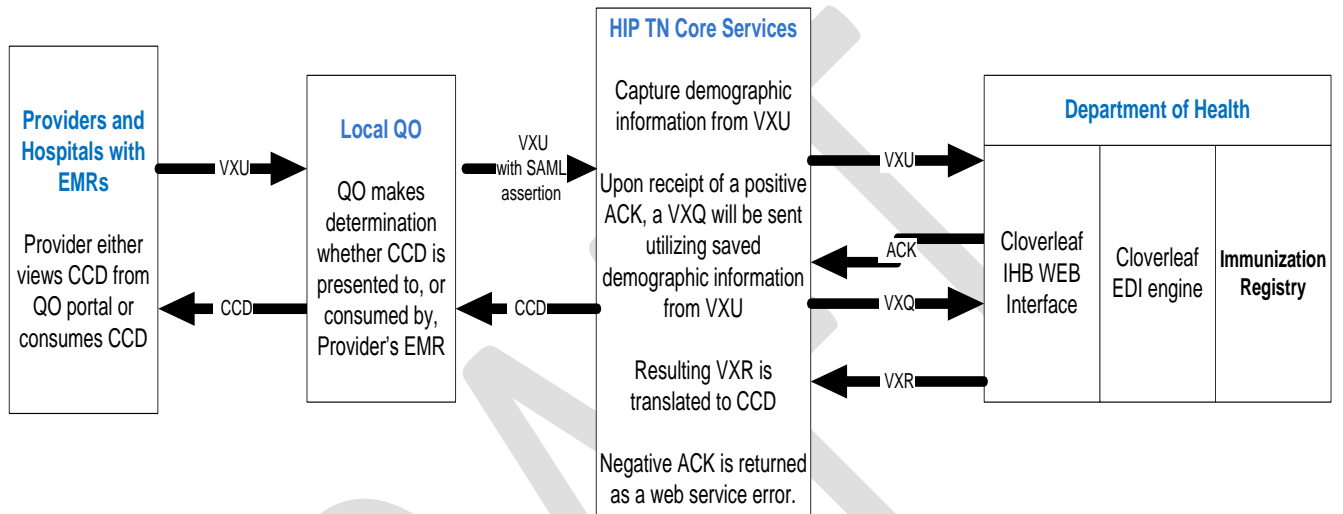 Providers and
Hospitals with
EMRs
Provider either
views CCD from
QO portal or
consumes CCD
VXU
CCD
Local QO
QO makes
determination
whether CCD is
presented to, or
consumed by,
Provider's EMR
VXU
with SAML
assertion
CCD
HIP TN Core Services
Capture demographic
information from VXU
Upon receipt of a positive
ACK, a VXQ will be sent
utilizing saved
demographic information
from VXU
Resulting VXR is
translated to CCD
Negative ACK is returned
as a web service error.
VXU
ACK
VXQ
VXR
Department of Health
Cloverleaf
IHB WEB
Interface
Cloverleaf
EDI engine
Immunization
Registry